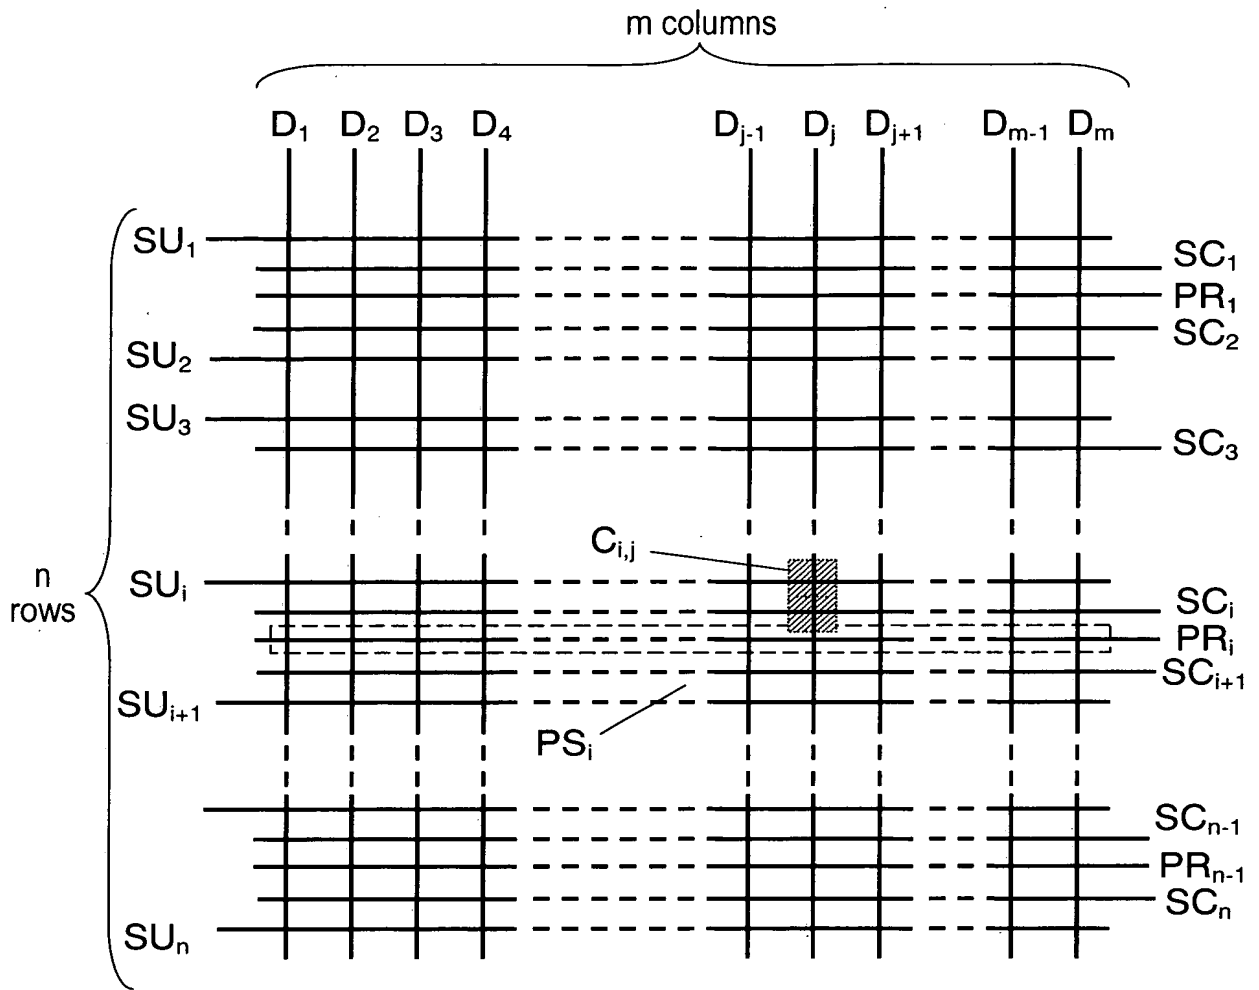 m columns
D₁ D₂ D₃ D₄ Dⱼ₋₁ Dⱼ Dⱼ₊₁ Dₘ₋₁ Dₘ
SU₁
SC₁
PR₁
SC₂
SU₂
SU₃
SC₃
C_{i,j}
n
rows
SUᵢ
SCᵢ
PRᵢ
SCᵢ₊₁
SUᵢ₊₁
PSᵢ
SCₙ₋₁
PRₙ₋₁
SCₙ
SUₙ